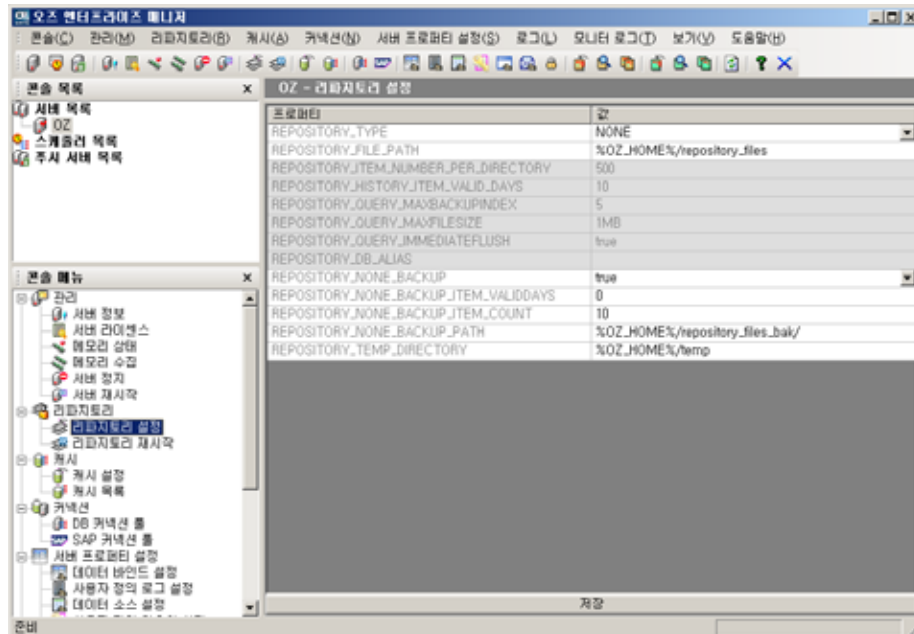 오즈 엔터프라이즈 매니저
콘솔(C) 관리(M) 리파지토리(R) 캐시(A) 커넥션(N) 서버 프로퍼티 설정(S) 로그(L) 모니터 로그(T) 보기(V) 도움말(H)
콘솔 목록
서버 목록
OZ
스케줄러 목록
주시 서버 목록
콘솔 메뉴
관리
서버 정보
서버 라이센스
메모리 상태
메모리 수집
서버 정지
서버 재시작
리파지토리
리파지토리 설정
리파지토리 재시작
캐시
캐시 설정
캐시 목록
커넥션
DB 커넥션 풀
SAP 커넥션 풀
서버 프로퍼티 설정
데이터 바인드 설정
사용자 정의 로그 설정
데이터 소스 설정
OZ - 리파지토리 설정
프로퍼티 값
REPOSITORY_TYPE NONE
REPOSITORY_FILE_PATH %OZ_HOME%/repository_files
REPOSITORY_ITEM_NUMBER_PER_DIRECTORY 500
REPOSITORY_HISTORY_ITEM_VALID_DAYS 10
REPOSITORY_QUERY_MAXBACKUPINDEX 5
REPOSITORY_QUERY_MAXFILESIZE 1MB
REPOSITORY_QUERY_IMMEDIATEFLUSH true
REPOSITORY_DB_ALIAS
REPOSITORY_NONE_BACKUP true
REPOSITORY_NONE_BACKUP_ITEM_VALIDDAYS 0
REPOSITORY_NONE_BACKUP_ITEM_COUNT 10
REPOSITORY_NONE_BACKUP_PATH %OZ_HOME%/repository_files_bak/
REPOSITORY_TEMP_DIRECTORY %OZ_HOME%/temp
저장
준비